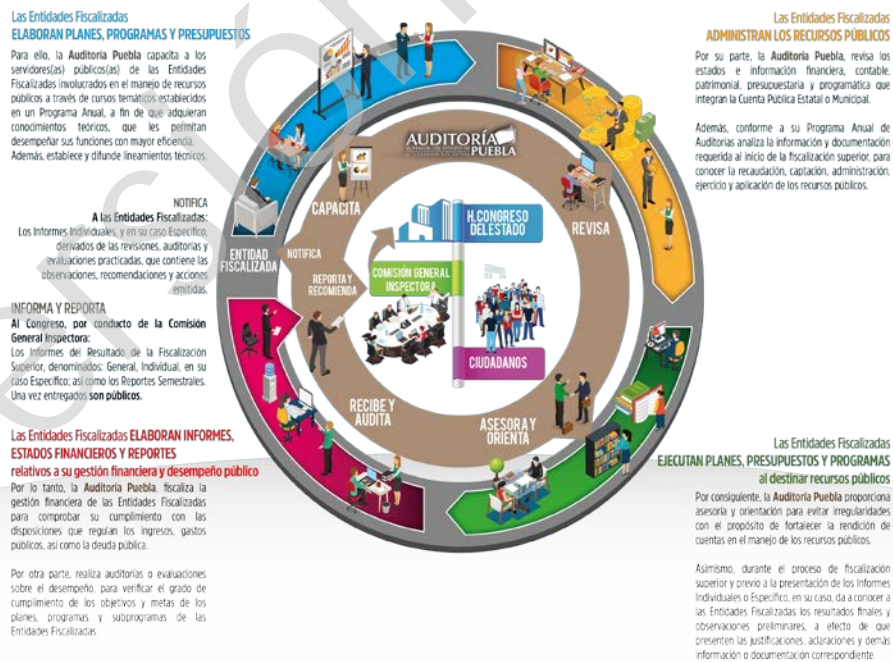 Las Entidades Fiscalizadas
ELABORAN PLANES, PROGRAMAS Y PRESUPUESTOS
Para ello, la Auditoría Puebla capacita a los
servidores(as) públicos(as) de las Entidades
Fiscalizadas involucrados en el manejo de recursos
públicos a través de cursos temáticos establecidos
en un Programa Anual, a fin de que adquieran
conocimientos teóricos, que les permitan
desempeñar sus funciones con mayor eficiencia.
Además, establece y difunde lineamientos técnicos.
NOTIFICA
A las Entidades Fiscalizadas:
Los Informes Individuales, y en su caso Específico,
derivados de las revisiones, auditorías y
evaluaciones practicadas, que contiene las
observaciones, recomendaciones y acciones
emitidas.
INFORMA Y REPORTA
Al Congreso, por conducto de la Comisión
General Inspectora:
Los Informes del Resultado de la Fiscalización
Superior, denominados: General, Individual, en su
caso Específico; así como los Reportes Semestrales.
Una vez entregados son públicos.
Las Entidades Fiscalizadas ELABORAN INFORMES,
ESTADOS FINANCIEROS Y REPORTES
relativos a su gestión financiera y desempeño público
Por lo tanto, la Auditoría Puebla, fiscaliza la
gestión financiera de las Entidades Fiscalizadas
para comprobar su cumplimiento con las
disposiciones que regulan los ingresos, gastos
públicos, así como la deuda pública.
Por otra parte, realiza auditorías o evaluaciones
sobre el desempeño, para verificar el grado de
cumplimiento de los objetivos y metas de los
planes, programas y subprogramas de las
Entidades Fiscalizadas.
AUDITORÍA
PUEBLA
CAPACITA
REVISA
H. CONGRESO
DEL ESTADO
ENTIDAD
FISCALIZADA
NOTIFICA
REPORTA Y
RECOMIENDA
COMISIÓN GENERAL
INSPECTORA
CIUDADANOS
RECIBE Y
AUDITA
ASESORA Y
ORIENTA
Las Entidades Fiscalizadas
ADMINISTRAN LOS RECURSOS PÚBLICOS
Por su parte, la Auditoría Puebla, revisa los
estados e información financiera, contable,
patrimonial, presupuestaria y programática que
integran la Cuenta Pública Estatal o Municipal.
Además, conforme a su Programa Anual de
Auditorías analiza la información y documentación
requerida al inicio de la fiscalización superior, para
conocer la recaudación, captación, administración,
ejercicio y aplicación de los recursos públicos.
Las Entidades Fiscalizadas
EJECUTAN PLANES, PRESUPUESTOS Y PROGRAMAS
al destinar recursos públicos
Por consiguiente, la Auditoría Puebla proporciona
asesoría y orientación para evitar irregularidades
con el propósito de fortalecer la rendición de
cuentas en el manejo de los recursos públicos.
Asimismo, durante el proceso de fiscalización
superior y previo a la presentación de los Informes
Individuales o Específico, en su caso, da a conocer a
las Entidades Fiscalizadas los resultados finales y
observaciones preliminares, a efecto de que
presenten las justificaciones, aclaraciones y demás
información o documentación correspondiente.